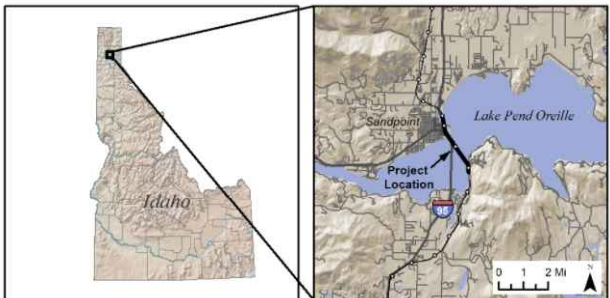 Idaho
Sandpoint
Lake Pend Oreille
Project
Location
95
0 1 2 Mi
N